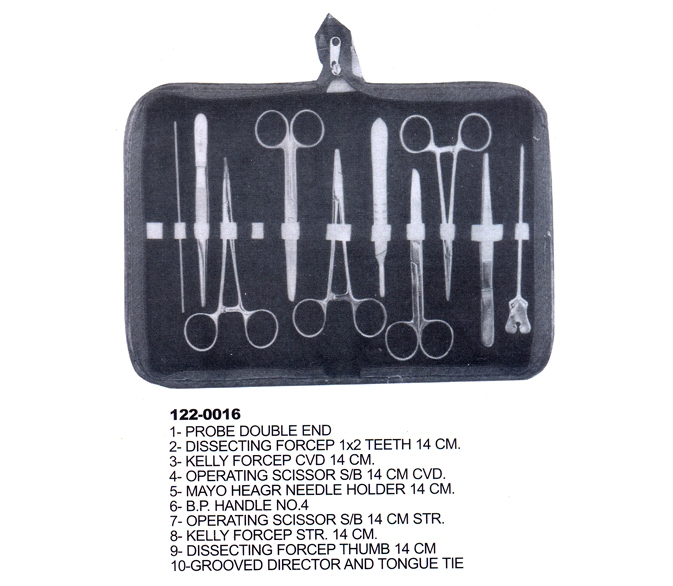 122-0016
1- PROBE DOUBLE END
2- DISSECTING FORCEP 1x2 TEETH 14 CM.
3- KELLY FORCEP CVD 14 CM.
4- OPERATING SCISSOR S/B 14 CM CVD.
5- MAYO HEAGR NEEDLE HOLDER 14 CM.
6- B.P. HANDLE NO.4
7- OPERATING SCISSOR S/B 14 CM STR.
8- KELLY FORCEP STR. 14 CM.
9- DISSECTING FORCEP THUMB 14 CM
10-GROOVED DIRECTOR AND TONGUE TIE